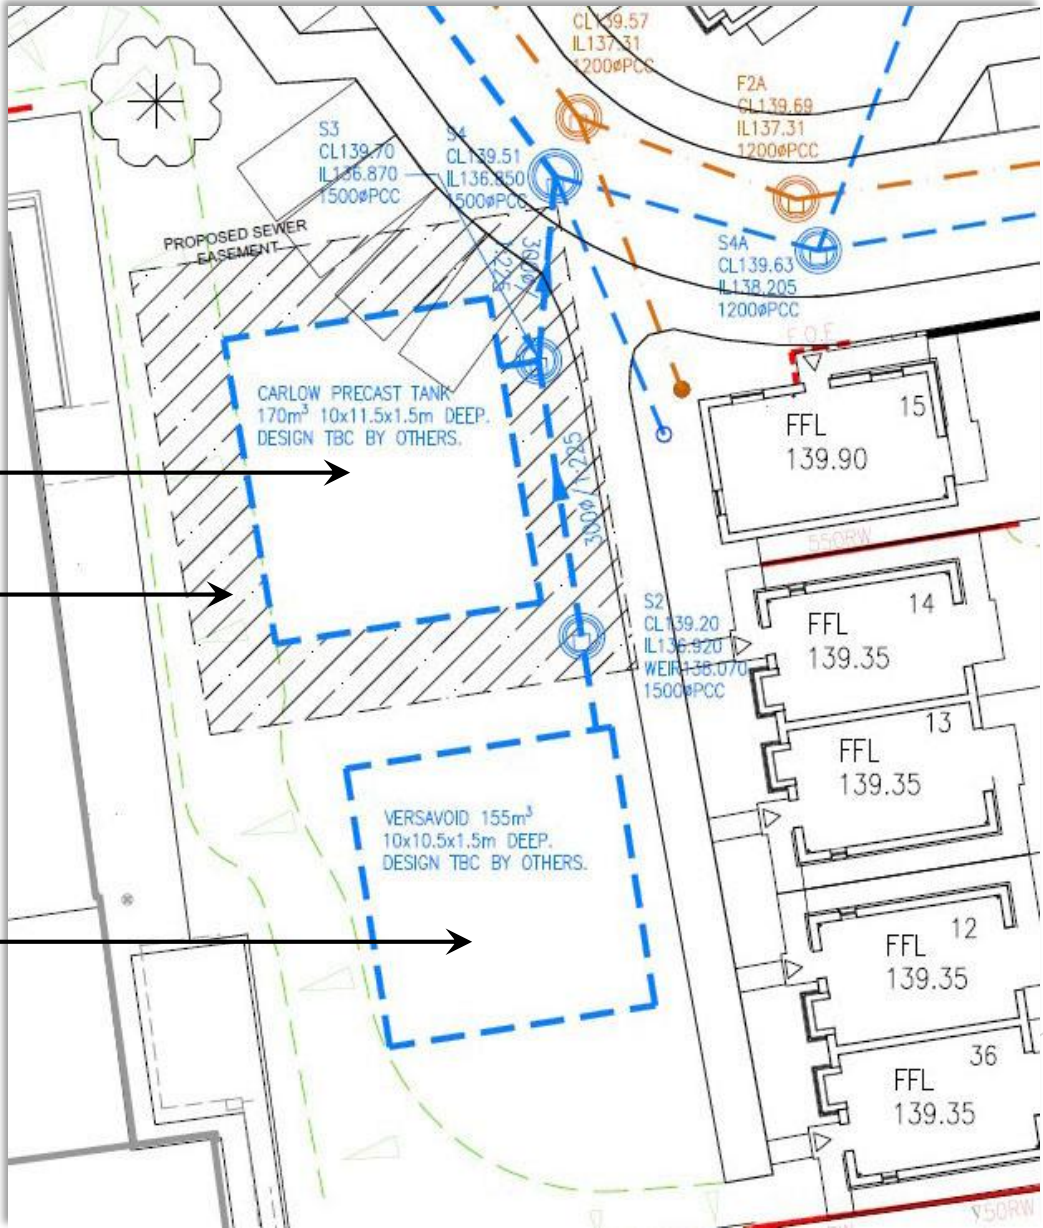 CL139.57
IL137.31
1200øPCC
F2A
CL139.69
IL137.31
1200øPCC
S3
CL139.70
IL136.870
1500øPCC
S4
CL139.51
IL136.850
1500øPCC
PROPOSED SEWER
EASEMENT
S4A
CL139.63
IL138.205
1200øPCC
F.O.F
CARLOW PRECAST TANK
170m³ 10x11.5x1.5m DEEP.
DESIGN TBC BY OTHERS.
300ø/
1.225
300ø/1.225
15
FFL
139.90
550RW
S2
CL139.20
IL136.920
WEIR138.070
1500øPCC
14
FFL
139.35
13
FFL
139.35
VERSAVOID 155m³
10x10.5x1.5m DEEP.
DESIGN TBC BY OTHERS.
12
FFL
139.35
36
FFL
139.35
750RW